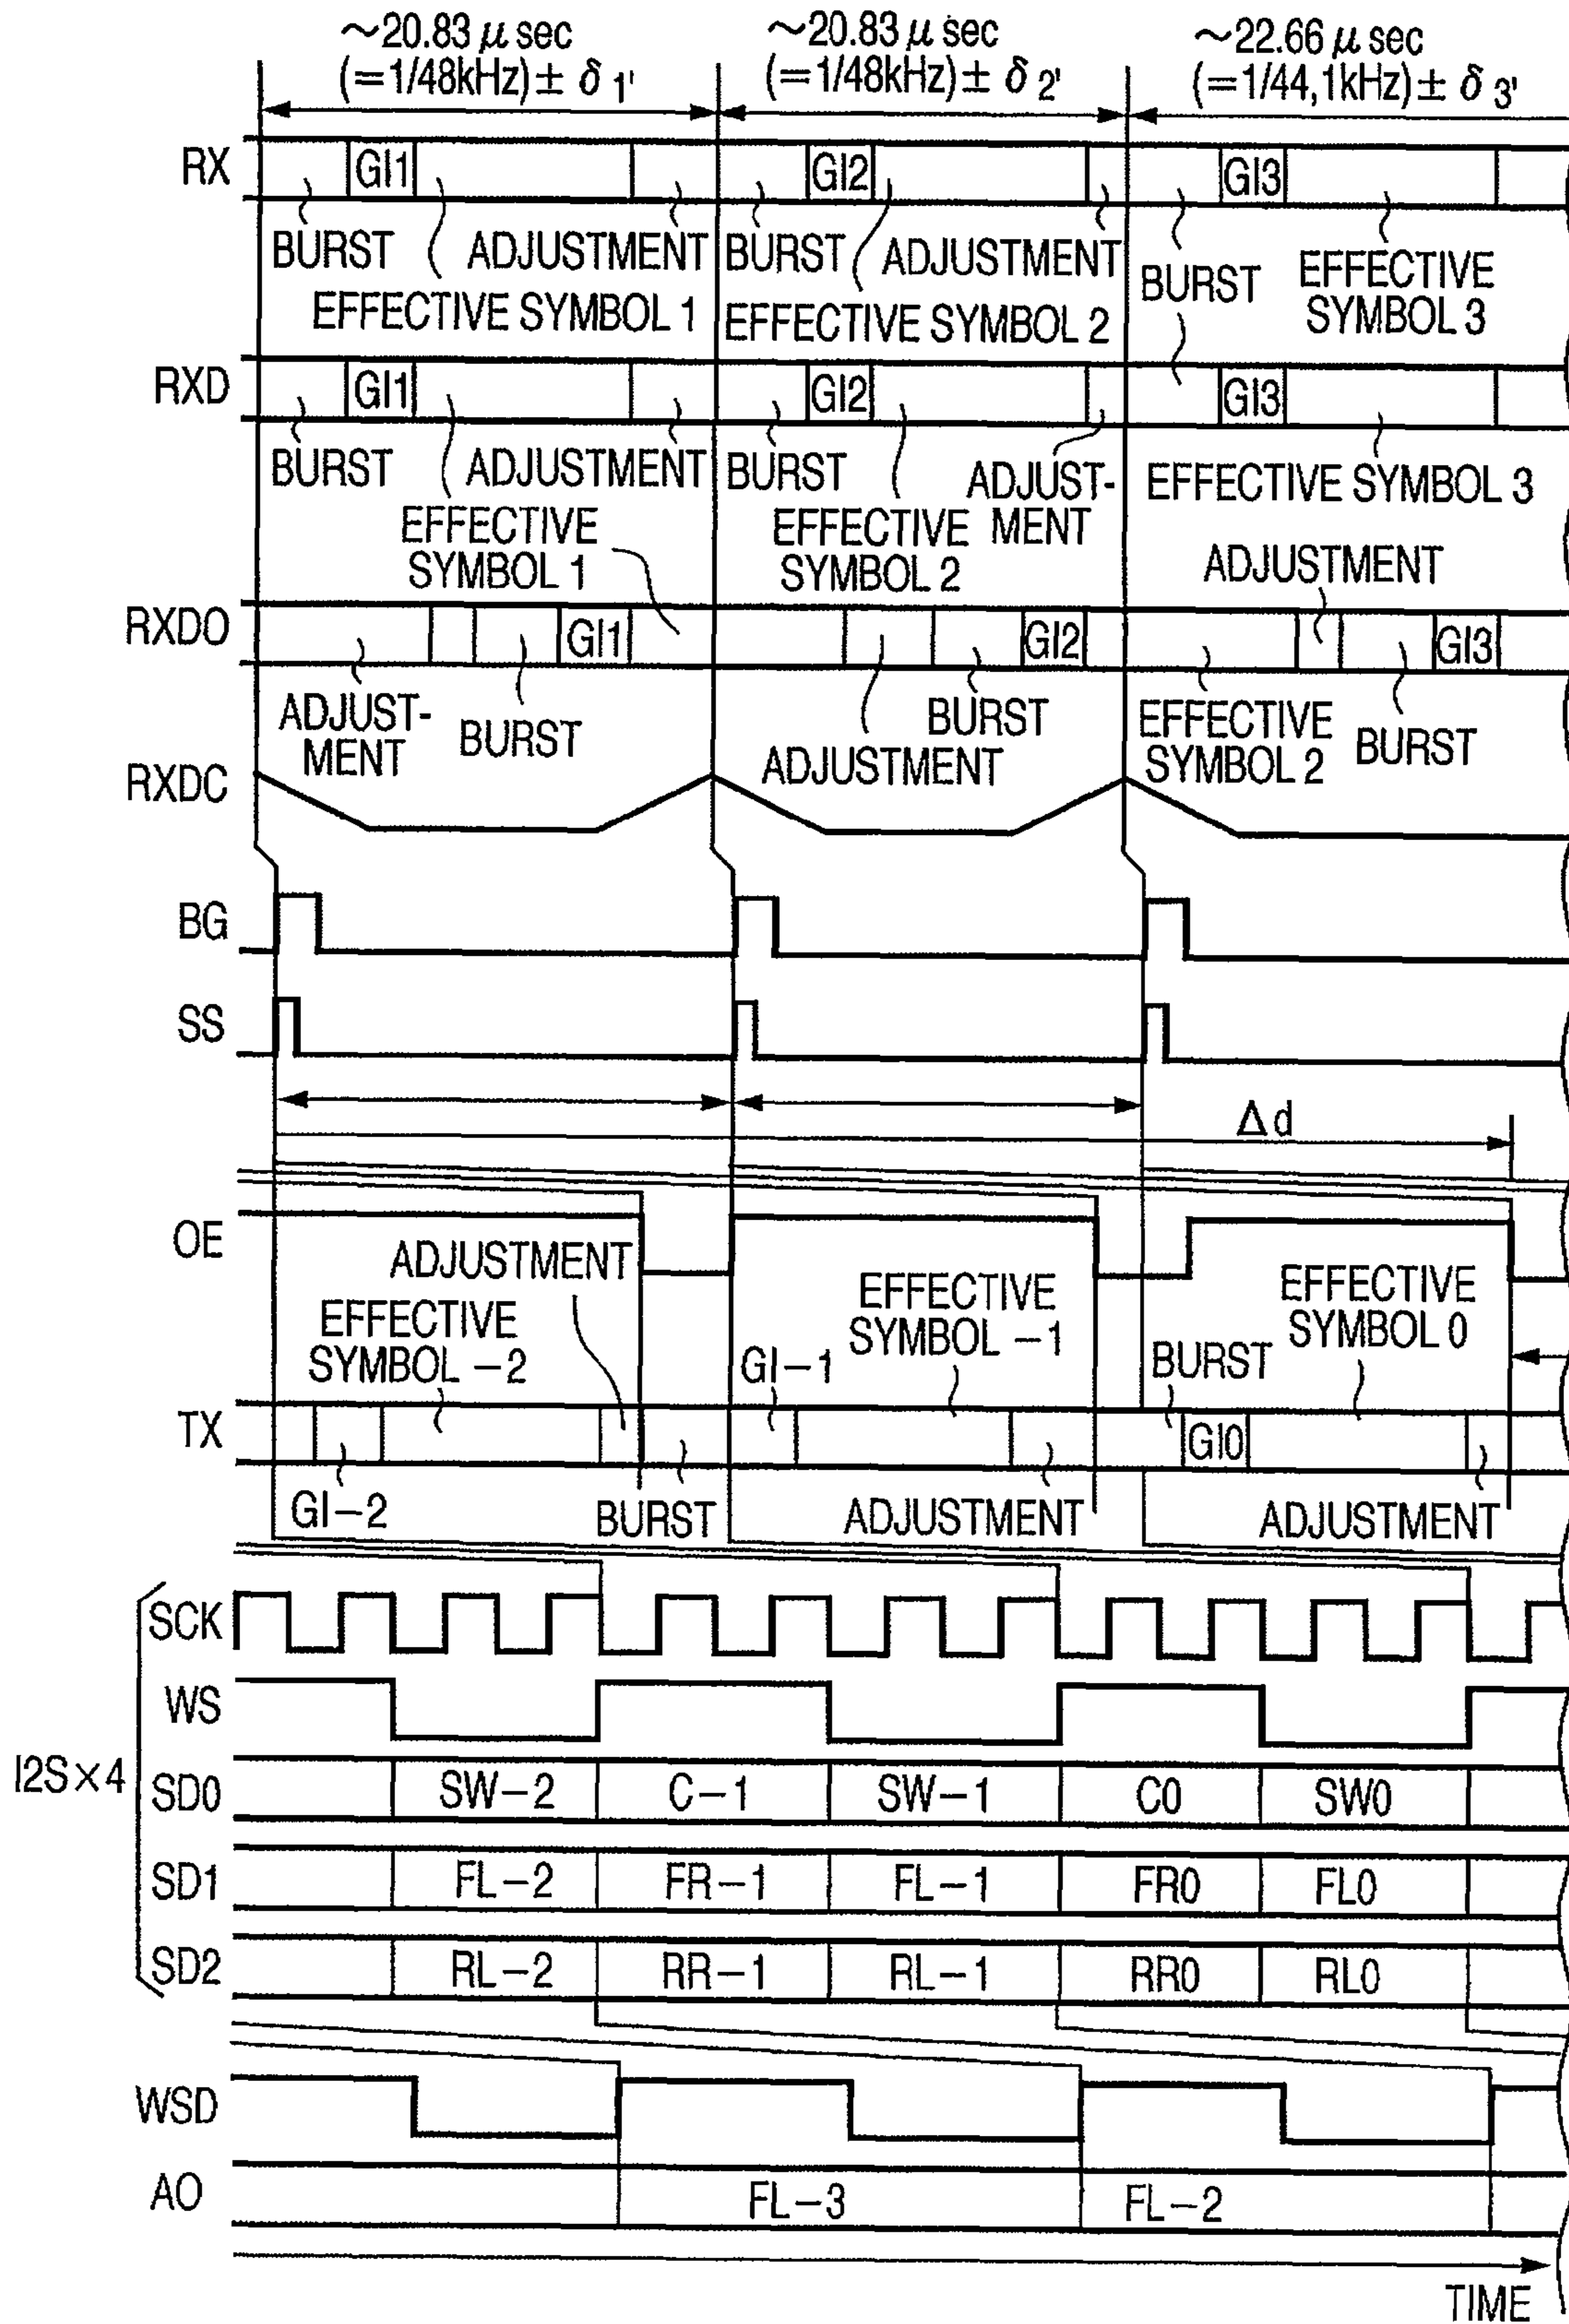 ~20.83 μ sec
(=1/48kHz) ± δ 1'
~20.83 μ sec
(=1/48kHz) ± δ 2'
~22.66 μ sec
(=1/44,1kHz) ± δ 3'
RX
GI1
GI2
GI3
BURST
ADJUSTMENT
BURST
ADJUSTMENT
BURST
EFFECTIVE
SYMBOL 3
EFFECTIVE SYMBOL 1
EFFECTIVE SYMBOL 2
RXD
GI1
GI2
GI3
BURST
ADJUSTMENT
BURST
ADJUST-
MENT
EFFECTIVE SYMBOL 3
EFFECTIVE
SYMBOL 1
EFFECTIVE
SYMBOL 2
ADJUSTMENT
RXDO
GI1
GI2
GI3
ADJUST-
MENT
BURST
ADJUSTMENT
BURST
EFFECTIVE
SYMBOL 2
BURST
RXDC
BG
SS
Δd
OE
ADJUSTMENT
EFFECTIVE
SYMBOL −2
GI−1
EFFECTIVE
SYMBOL −1
BURST
EFFECTIVE
SYMBOL 0
TX
GI0
GI−2
BURST
ADJUSTMENT
ADJUSTMENT
I2S×4
SCK
WS
SD0
SW−2
C−1
SW−1
C0
SW0
SD1
FL−2
FR−1
FL−1
FR0
FL0
SD2
RL−2
RR−1
RL−1
RR0
RL0
WSD
AO
FL−3
FL−2
TIME